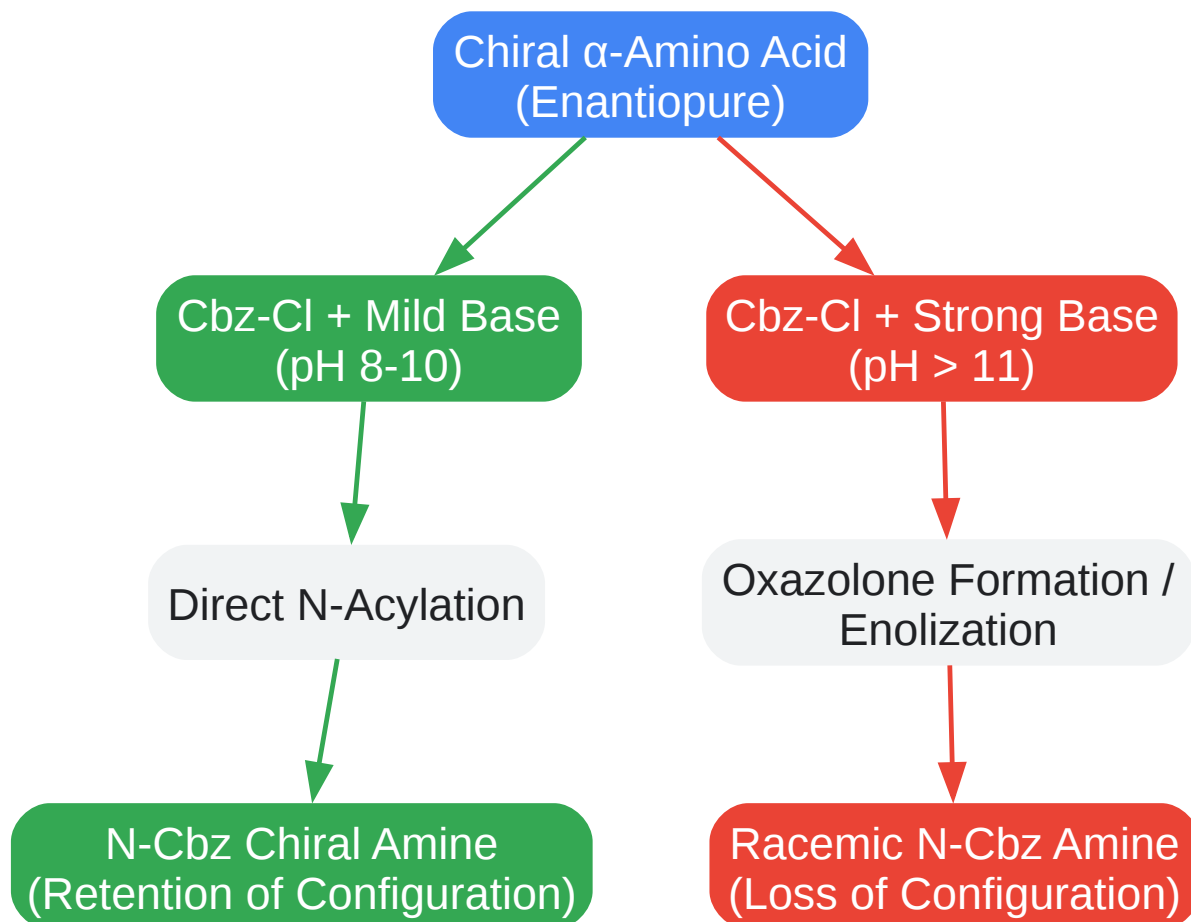 Chiral α-Amino Acid
(Enantiopure)
Cbz-Cl + Mild Base
(pH 8-10)
Cbz-Cl + Strong Base
(pH > 11)
Direct N-Acylation
Oxazolone Formation /
Enolization
N-Cbz Chiral Amine
(Retention of Configuration)
Racemic N-Cbz Amine
(Loss of Configuration)